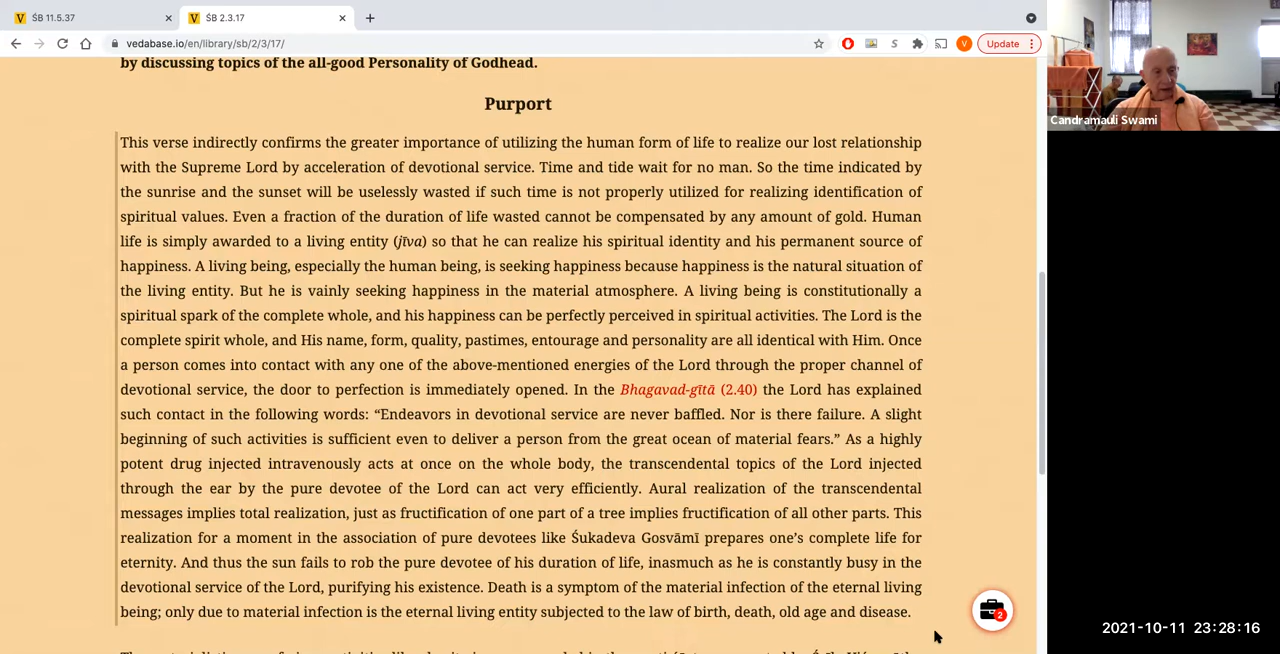 ŚB 11.5.37
ŚB 2.3.17
vedabase.io/en/library/sb/2/3/17/
Update
by discussing topics of the all-good Personality of Godhead.
Purport
This verse indirectly confirms the greater importance of utilizing the human form of life to realize our lost relationship
with the Supreme Lord by acceleration of devotional service. Time and tide wait for no man. So the time indicated by
the sunrise and the sunset will be uselessly wasted if such time is not properly utilized for realizing identification of
spiritual values. Even a fraction of the duration of life wasted cannot be compensated by any amount of gold. Human
life is simply awarded to a living entity (jīva) so that he can realize his spiritual identity and his permanent source of
happiness. A living being, especially the human being, is seeking happiness because happiness is the natural situation of
the living entity. But he is vainly seeking happiness in the material atmosphere. A living being is constitutionally a
spiritual spark of the complete whole, and his happiness can be perfectly perceived in spiritual activities. The Lord is the
complete spirit whole, and His name, form, quality, pastimes, entourage and personality are all identical with Him. Once
a person comes into contact with any one of the above-mentioned energies of the Lord through the proper channel of
devotional service, the door to perfection is immediately opened. In the Bhagavad-gītā (2.40) the Lord has explained
such contact in the following words: “Endeavors in devotional service are never baffled. Nor is there failure. A slight
beginning of such activities is sufficient even to deliver a person from the great ocean of material fears.” As a highly
potent drug injected intravenously acts at once on the whole body, the transcendental topics of the Lord injected
through the ear by the pure devotee of the Lord can act very efficiently. Aural realization of the transcendental
messages implies total realization, just as fructification of one part of a tree implies fructification of all other parts. This
realization for a moment in the association of pure devotees like Śukadeva Gosvāmī prepares one’s complete life for
eternity. And thus the sun fails to rob the pure devotee of his duration of life, inasmuch as he is constantly busy in the
devotional service of the Lord, purifying his existence. Death is a symptom of the material infection of the eternal living
being; only due to material infection is the eternal living entity subjected to the law of birth, death, old age and disease.
Candramauli Swami
2
2021-10-11 23:28:16